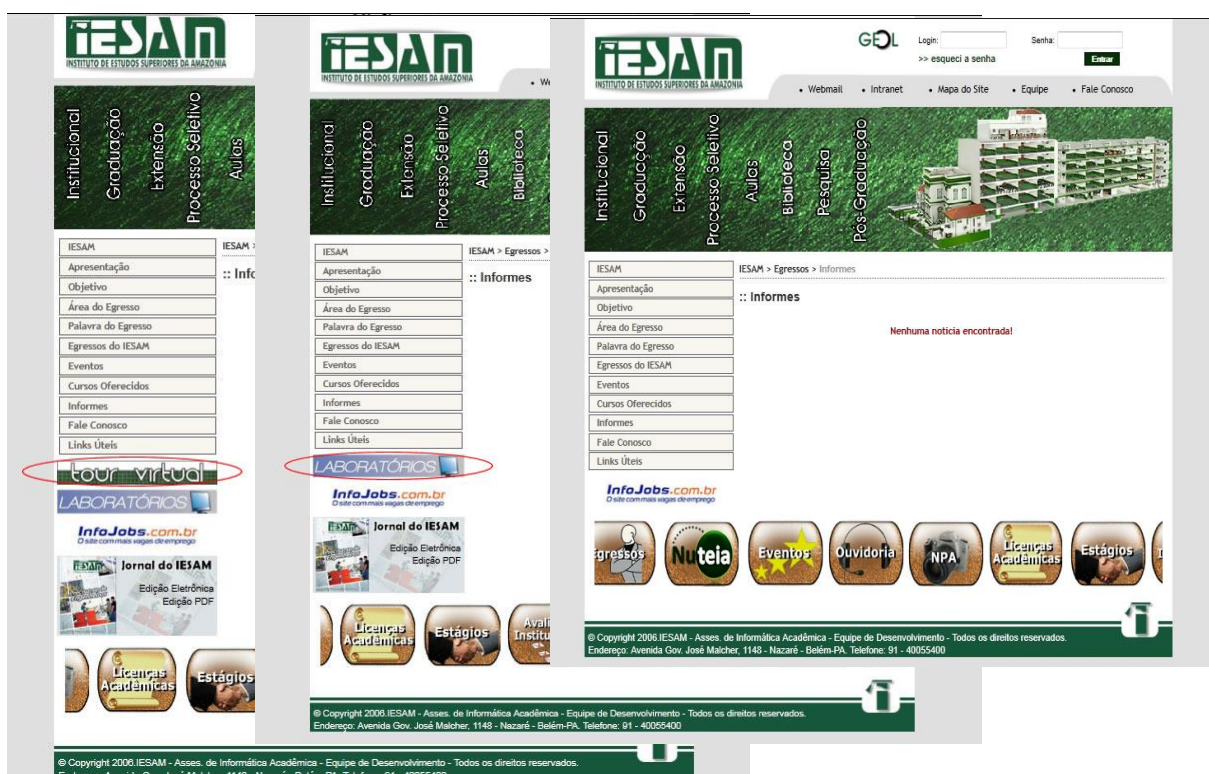 iESAM
INSTITUTO DE ESTUDOS SUPERIORES DA AMAZONIA
Institucional
Graduação
Extensão
Processo Seletivo
Aulas
IESAM
Apresentação
Objetivo
Área do Egresso
Palavra do Egresso
Egressos do IESAM
Eventos
Cursos Oferecidos
Informes
Fale Conosco
Links Úteis
IESAM >
:: Info
tour virtual
LABORATÓRIOS
InfoJobs.com.br
O site com mais vagas de emprego
Jornal do IESAM
Edição Eletrônica
Edição PDF
Licenças Acadêmicas
Estágios
© Copyright 2006.IESAM - Asses. de Informática Acadêmica - Equipe de Desenvolvimento - Todos os direitos reservados.
iESAM
INSTITUTO DE ESTUDOS SUPERIORES DA AMAZONIA
• We
Institucional
Graduação
Extensão
Processo Seletivo
Aulas
Biblioteca
IESAM
Apresentação
Objetivo
Área do Egresso
Palavra do Egresso
Egressos do IESAM
Eventos
Cursos Oferecidos
Informes
Fale Conosco
Links Úteis
IESAM > Egressos >
:: Informes
LABORATÓRIOS
InfoJobs.com.br
O site com mais vagas de emprego
Jornal do IESAM
Edição Eletrônica
Edição PDF
Licenças Acadêmicas
Estágios
Avali
Institu
© Copyright 2006.IESAM - Asses. de Informática Acadêmica - Equipe de Desenvolvimento - Todos os direitos reservados.
Endereço: Avenida Gov. José Malcher, 1148 - Nazaré - Belém-PA. Telefone: 91 - 40055400
iESAM
INSTITUTO DE ESTUDOS SUPERIORES DA AMAZONIA
GEOL
Login:
Senha:
>> esqueci a senha
Entrar
• Webmail • Intranet • Mapa do Site • Equipe • Fale Conosco
Institucional
Graducção
Extensão
Processo Seletivo
Aulas
Biblioteca
Pesquisa
Pós-Graduação
IESAM
Apresentação
Objetivo
Área do Egresso
Palavra do Egresso
Egressos do IESAM
Eventos
Cursos Oferecidos
Informes
Fale Conosco
Links Úteis
IESAM > Egressos > Informes
:: Informes
Nenhuma noticia encontrada!
InfoJobs.com.br
O site com mais vagas de emprego
gressos
Nuteia
Eventos
Ouvidoria
NPA
Licenças Acadêmicas
Estágios
© Copyright 2006.IESAM - Asses. de Informática Acadêmica - Equipe de Desenvolvimento - Todos os direitos reservados.
Endereço: Avenida Gov. José Malcher, 1148 - Nazaré - Belém-PA. Telefone: 91 - 40055400